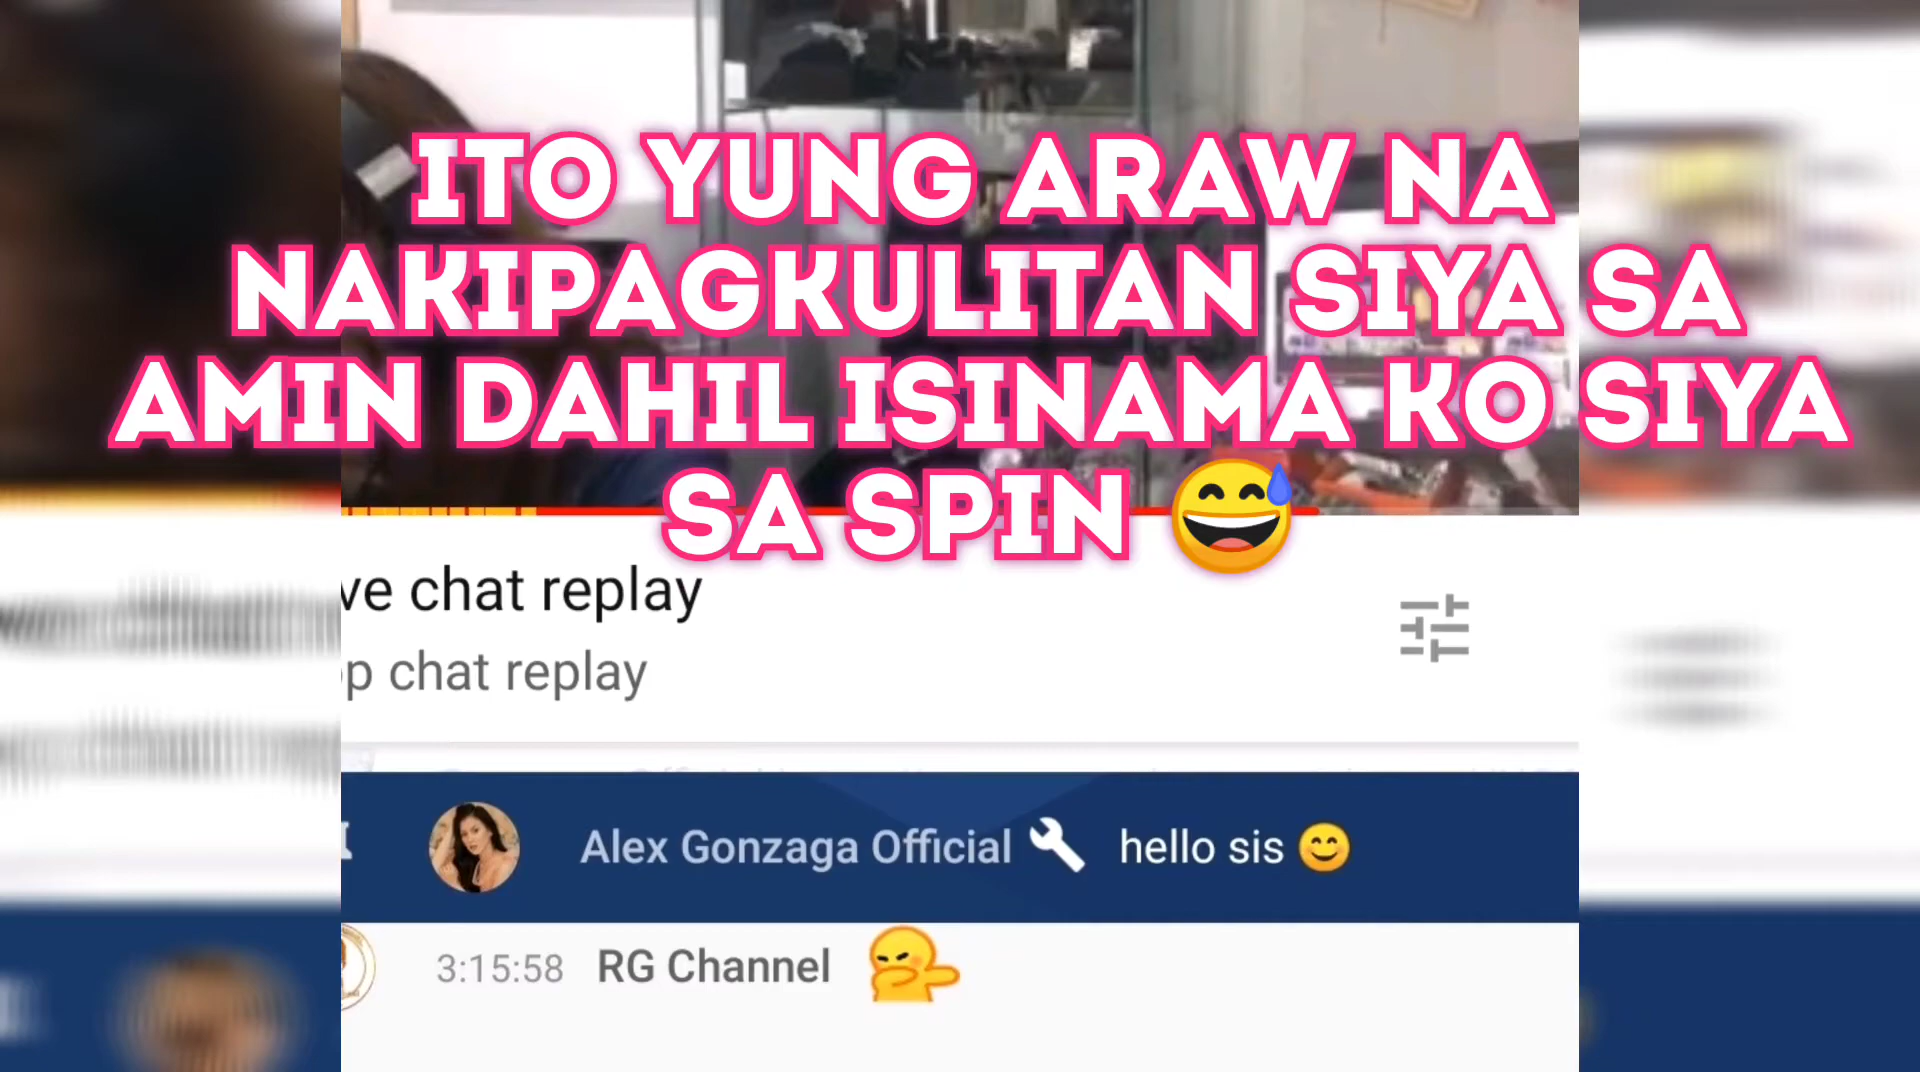 ITO YUNG ARAW NA
NAKIPAGKULITAN SIYA SA
AMIN DAHIL ISINAMA KO SIYA
SA SPIN 😅
ve chat replay
p chat replay
Alex Gonzaga Official hello sis 😊
3:15:58 RG Channel